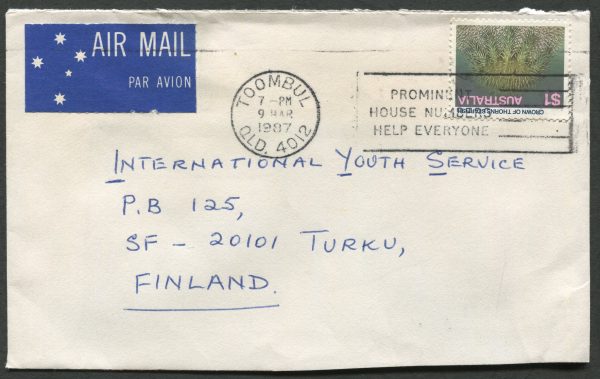 AIR MAIL
PAR AVION
TOOMBUL
7 -PM
9 MAR
1987
QLD. 4012
PROMINENT
HOUSE NUMBERS
HELP EVERYONE
$1
AUSTRALIA
CROWN OF THORNS STARFISH
INTERNATIONAL YOUTH SERVICE
P.B 125,
SF - 20101 TURKU,
FINLAND.